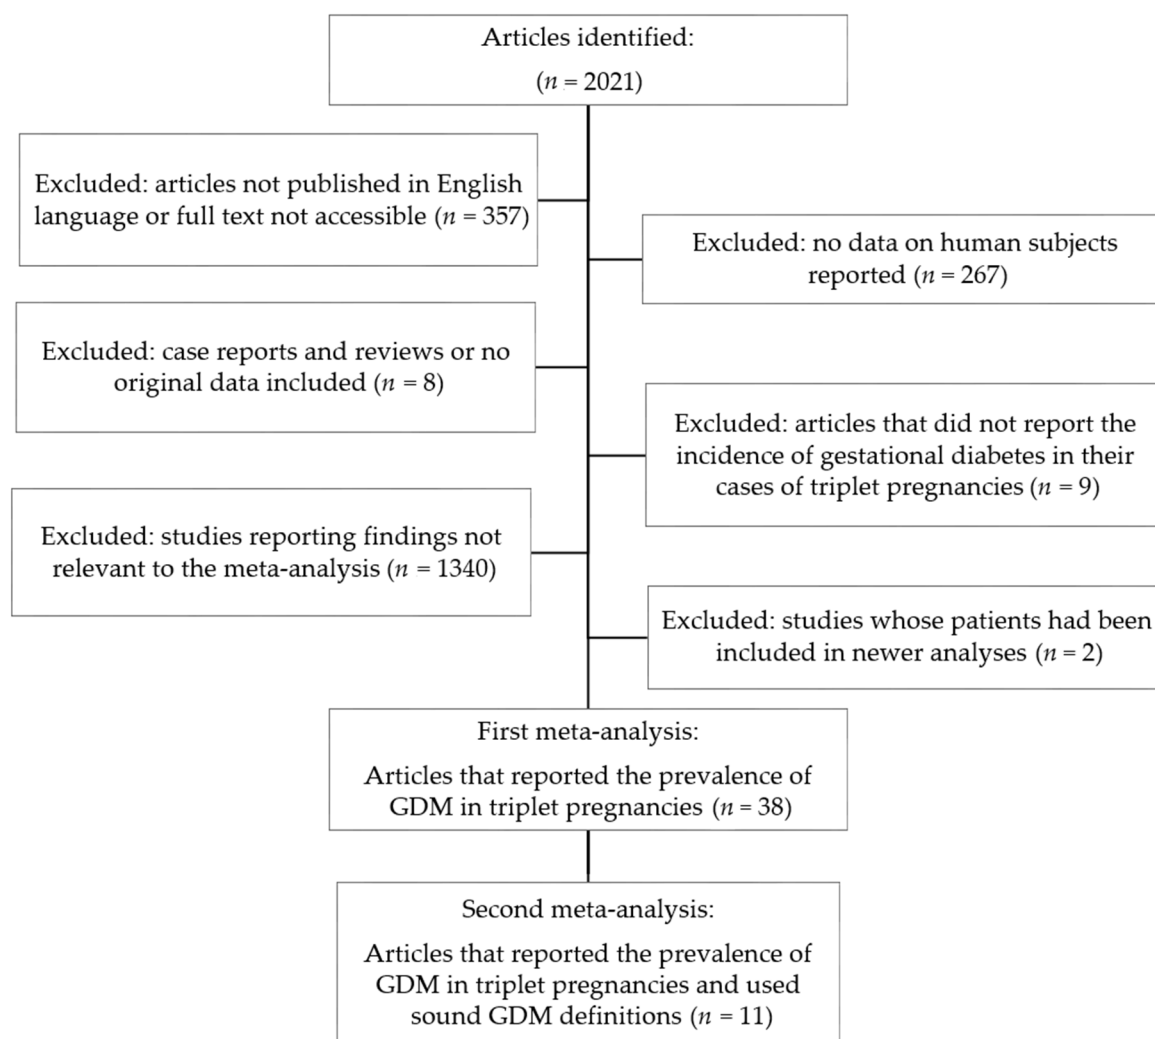 Articles identified:
(n = 2021)
Excluded: articles not published in English
language or full text not accessible (n = 357)
Excluded: no data on human subjects
reported (n = 267)
Excluded: case reports and reviews or no
original data included (n = 8)
Excluded: articles that did not report the
incidence of gestational diabetes in their
cases of triplet pregnancies (n = 9)
Excluded: studies reporting findings not
relevant to the meta-analysis (n = 1340)
Excluded: studies whose patients had been
included in newer analyses (n = 2)
First meta-analysis:
Articles that reported the prevalence of
GDM in triplet pregnancies (n = 38)
Second meta-analysis:
Articles that reported the prevalence of
GDM in triplet pregnancies and used
sound GDM definitions (n = 11)